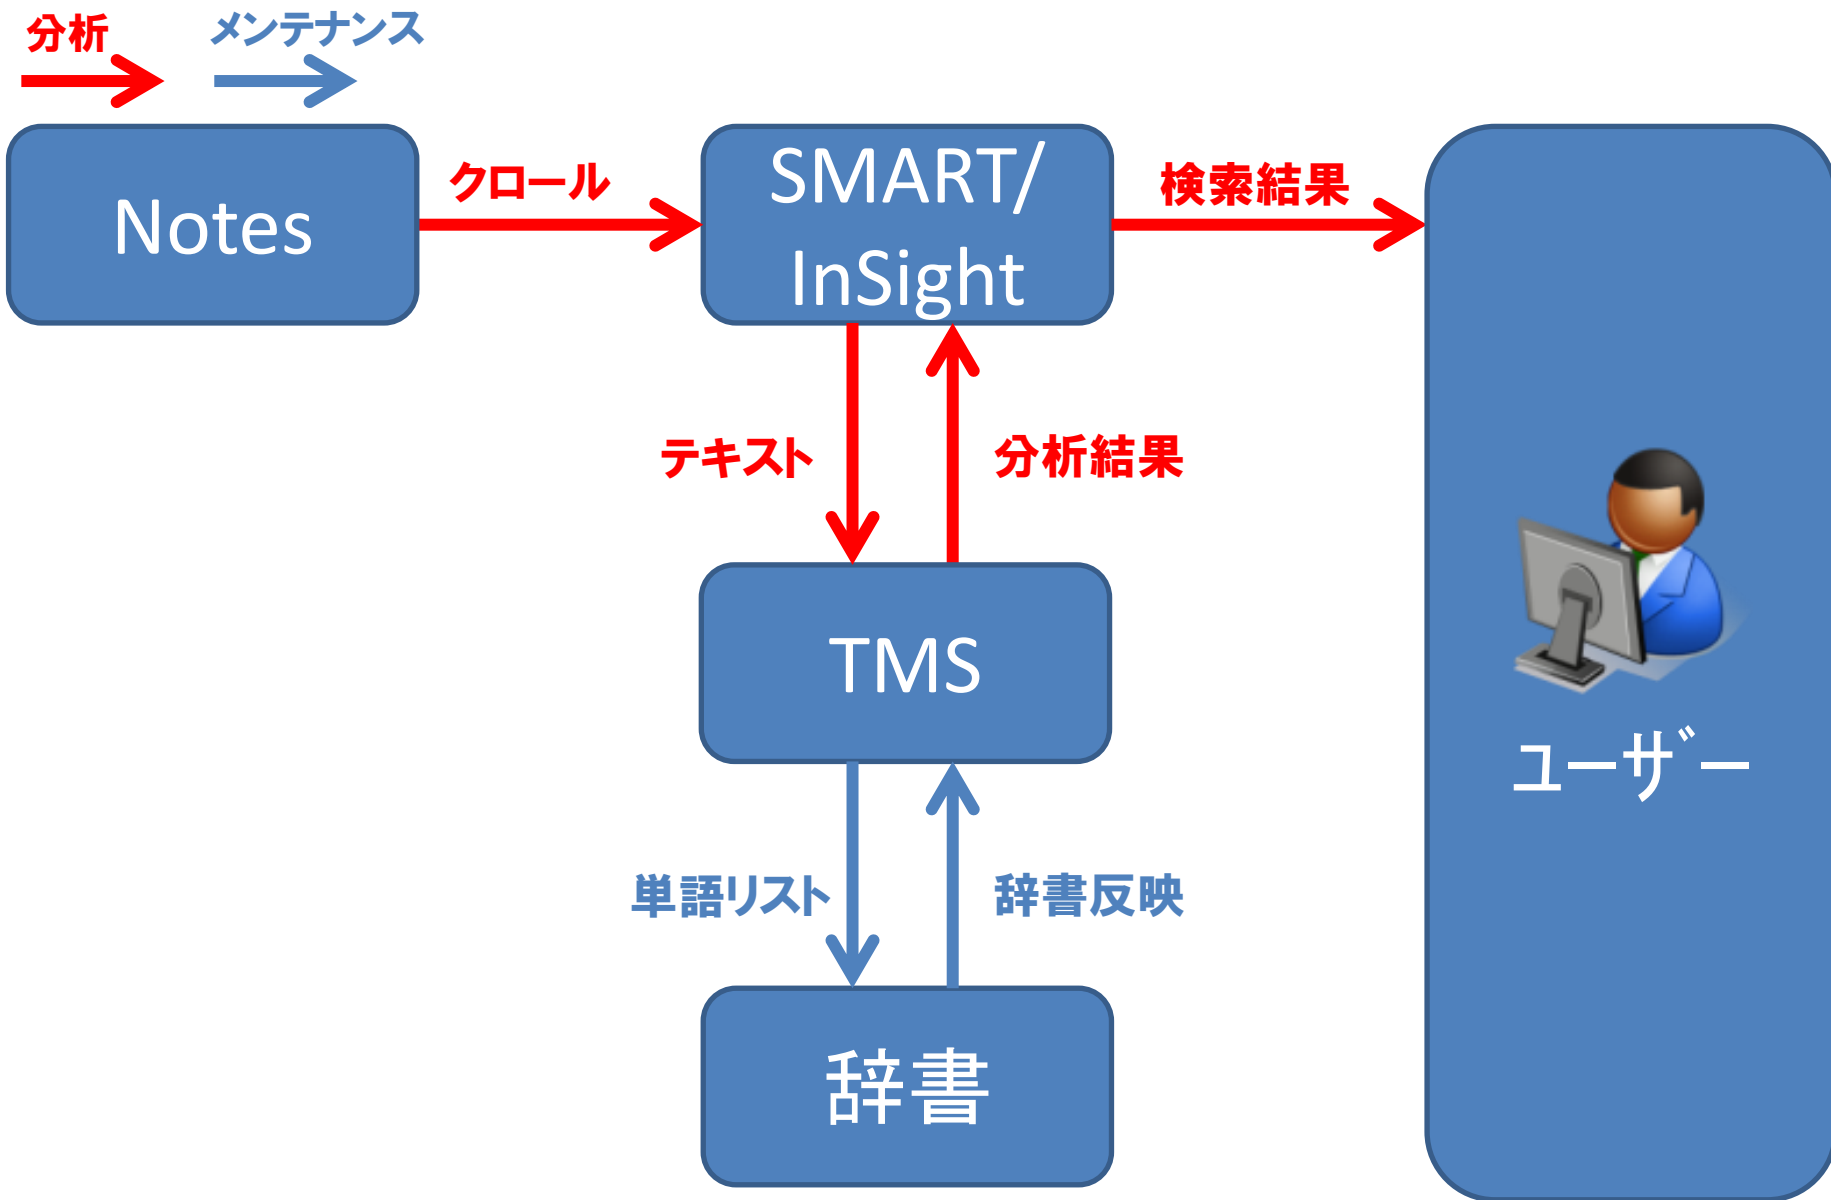 分析
メンテナンス
Notes
クロール
SMART/
InSight
検索結果
テキスト
分析結果
TMS
ユーザー
単語リスト
辞書反映
辞書